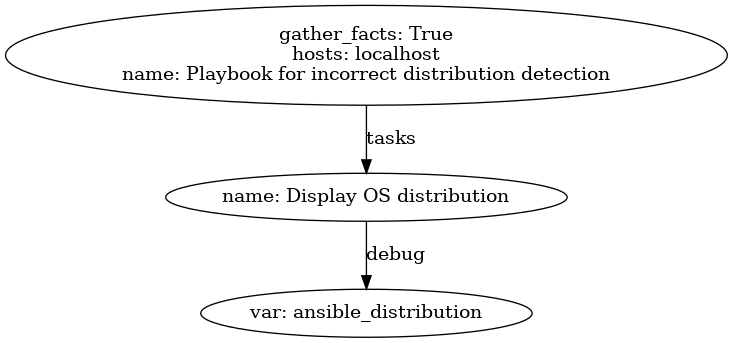 gather_facts: True
hosts: localhost
name: Playbook for incorrect distribution detection
tasks
name: Display OS distribution
debug
var: ansible_distribution